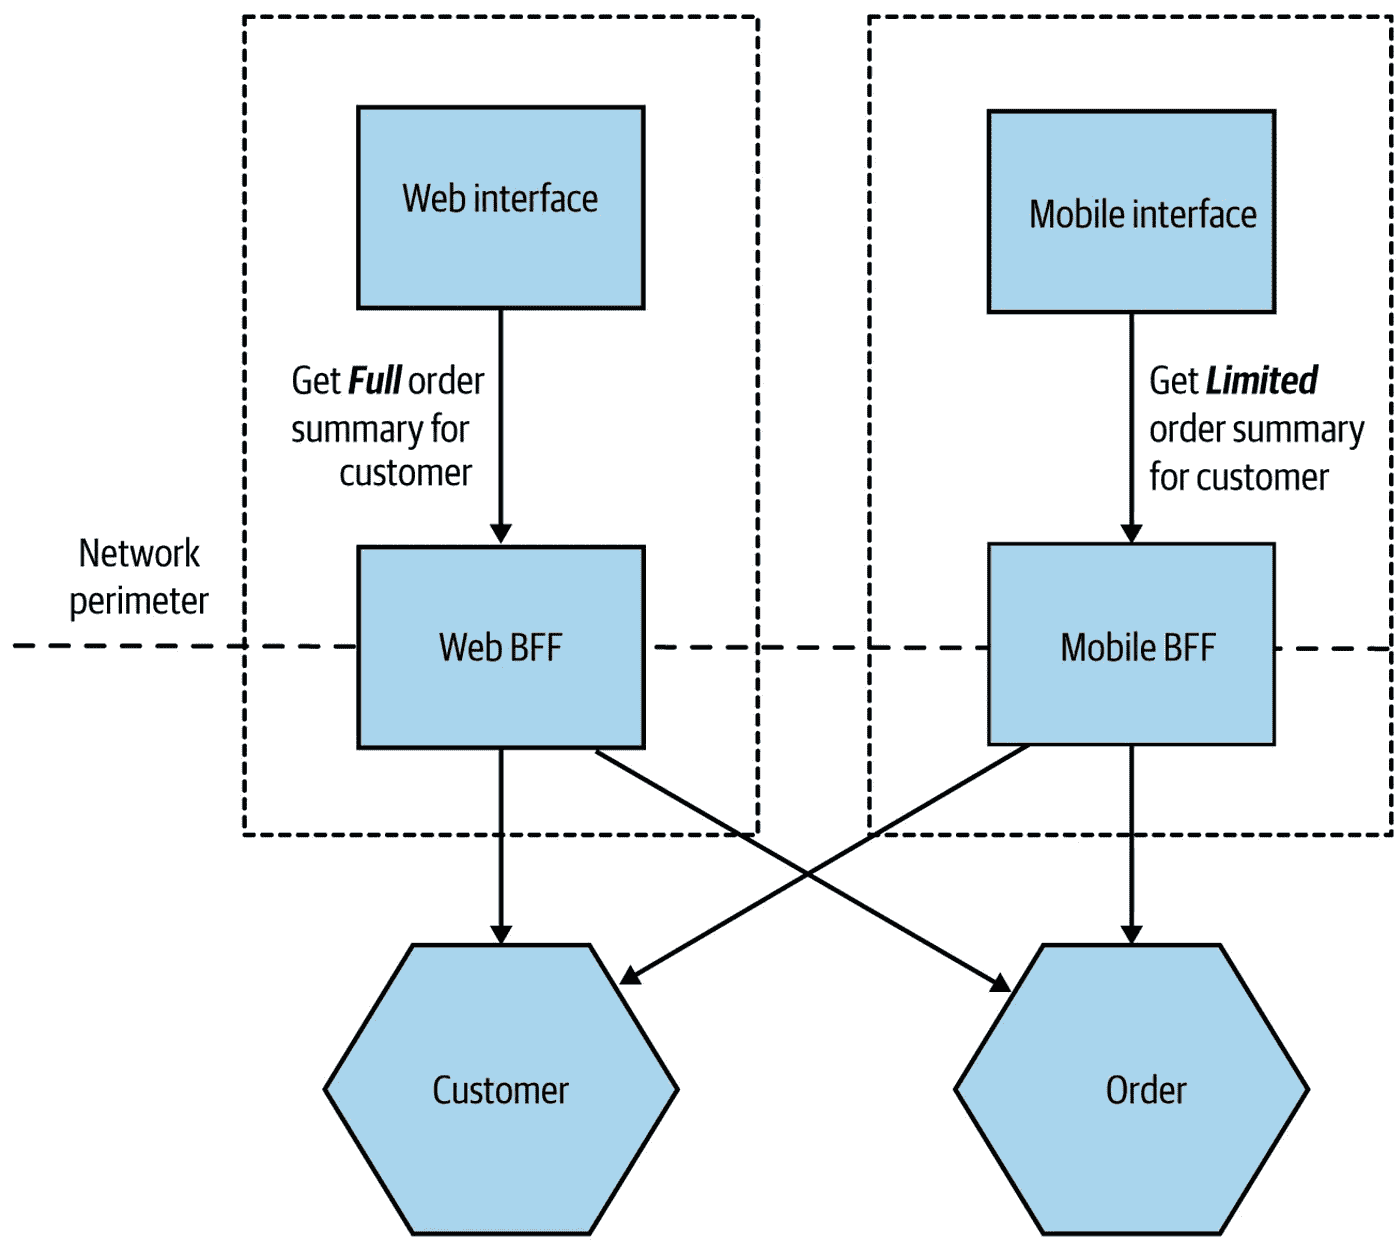 Web interface
Mobile interface
Get Full order
summary for
customer
Get Limited
order summary
for customer
Network
perimeter
Web BFF
Mobile BFF
Customer
Order